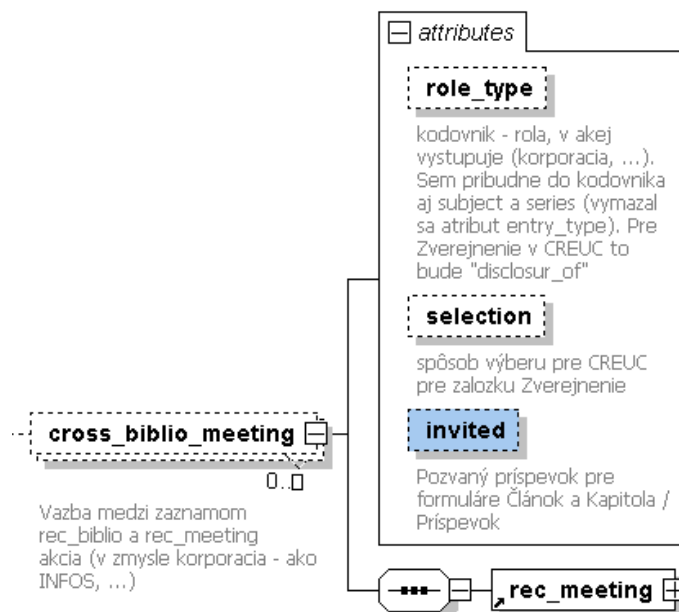 attributes
role_type
kodovnik - rola, v akej
vystupuje (korporacia, ...).
Sem pribudne do kodovnika
aj subject a series (vymazal
sa atribut entry_type). Pre
Zverejnenie v CREUC to
bude "disclosur_of"
selection
spôsob výberu pre CREUC
pre zalozku Zverejnenie
invited
Pozvaný príspevok pre
formuláre Článok a Kapitola /
Príspevok
cross_biblio_meeting
0..
Vazba medzi zaznamom
rec_biblio a rec_meeting
akcia (v zmysle korporacia - ako
INFOS, ...)
rec_meeting